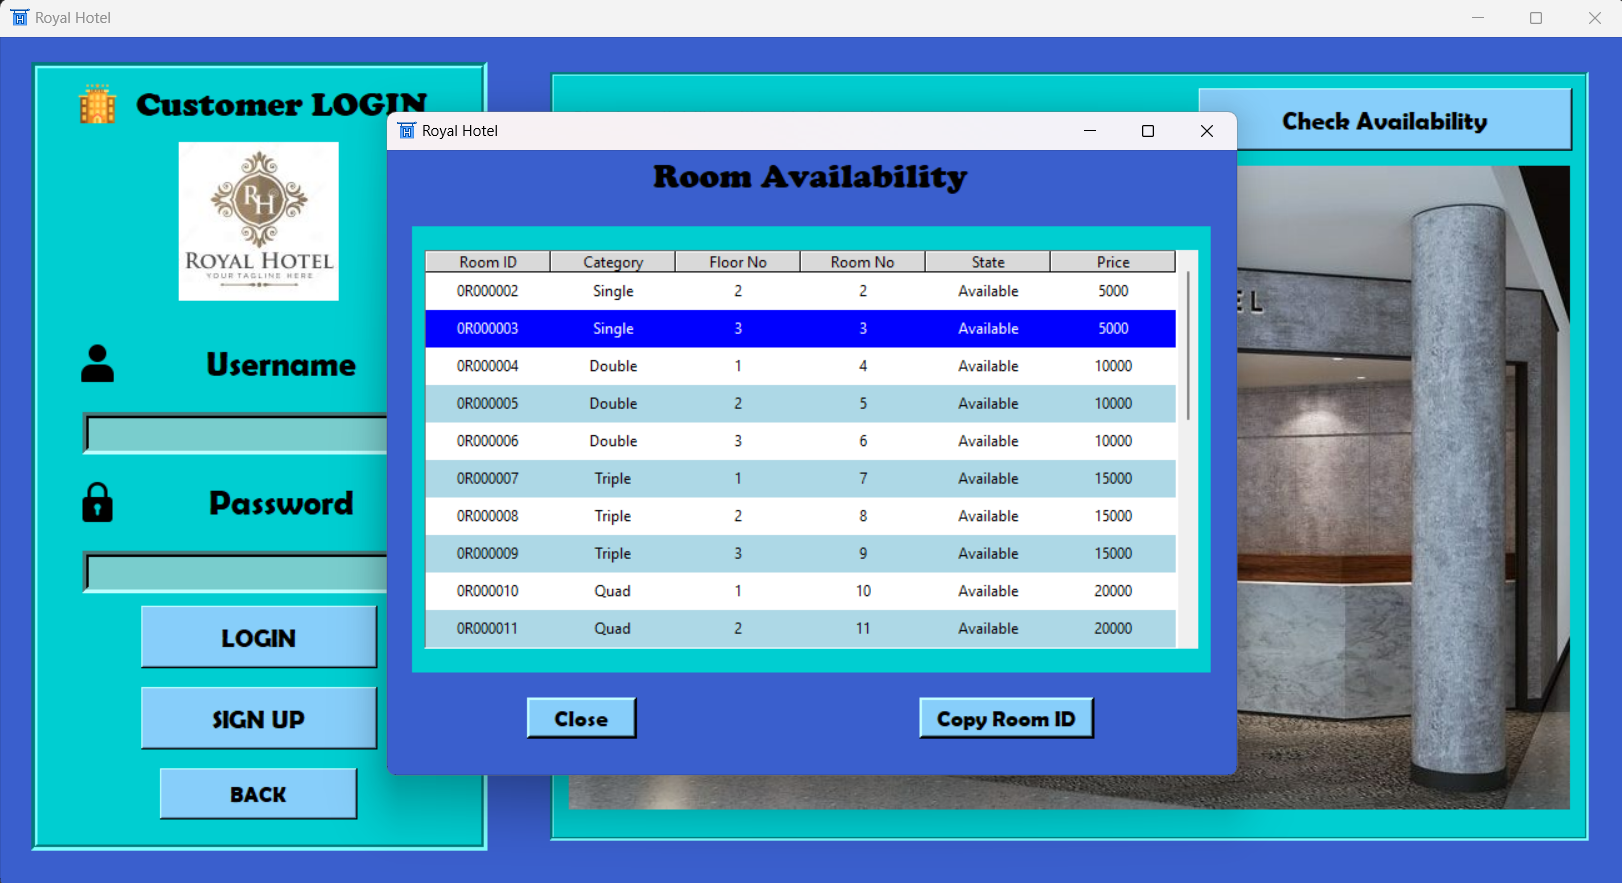 Royal Hotel
Customer LOGIN
RH
ROYAL HOTEL
YOUR TAGLINE HERE
Username
Password
LOGIN
SIGN UP
BACK
Check Availability
EL
Royal Hotel
Room Availability
Room ID Category Floor No Room No State Price
0R000002 Single 2 2 Available 5000
0R000003 Single 3 3 Available 5000
0R000004 Double 1 4 Available 10000
0R000005 Double 2 5 Available 10000
0R000006 Double 3 6 Available 10000
0R000007 Triple 1 7 Available 15000
0R000008 Triple 2 8 Available 15000
0R000009 Triple 3 9 Available 15000
0R000010 Quad 1 10 Available 20000
0R000011 Quad 2 11 Available 20000
Close
Copy Room ID